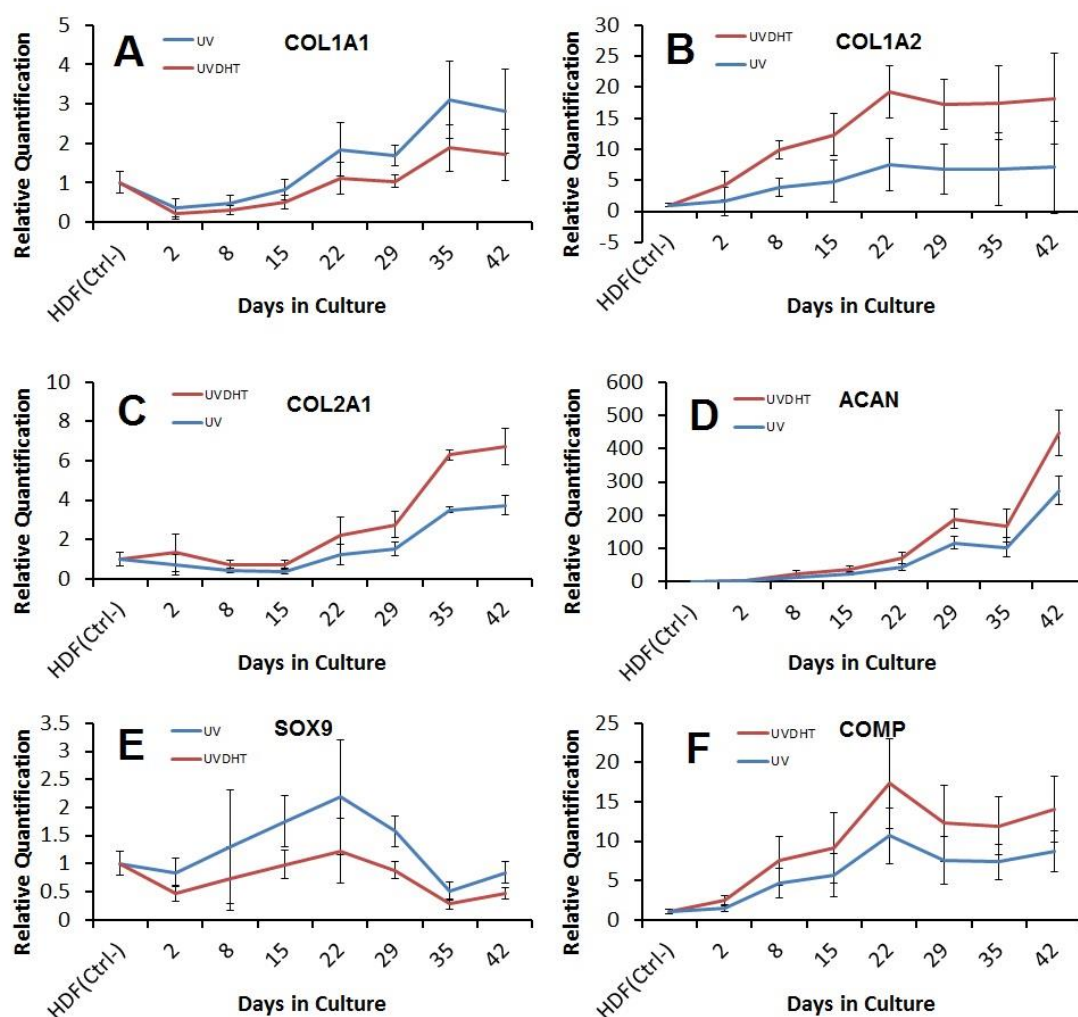 A
COL1A1
UV
UVDHT
Relative Quantification
5
4
3
2
1
0
HDF(Ctrl-) 2 8 15 22 29 35 42
Days in Culture
B
COL1A2
UVDHT
UV
Relative Quantification
30
25
20
15
10
5
0
-5
HDF(Ctrl-) 2 8 15 22 29 35 42
Days in Culture
C
COL2A1
UVDHT
UV
Relative Quantification
10
8
6
4
2
0
HDF(Ctrl-) 2 8 15 22 29 35 42
Days in Culture
D
ACAN
UVDHT
UV
Relative Quantification
600
500
400
300
200
100
0
HDF(Ctrl-) 2 8 15 22 29 35 42
Days in Culture
E
SOX9
UV
UVDHT
Relative Quantification
3.5
3
2.5
2
1.5
1
0.5
0
HDF(Ctrl-) 2 8 15 22 29 35 42
Days in Culture
F
COMP
UVDHT
UV
Relative Quantification
25
20
15
10
5
0
HDF(Ctrl-) 2 8 15 22 29 35 42
Days in Culture